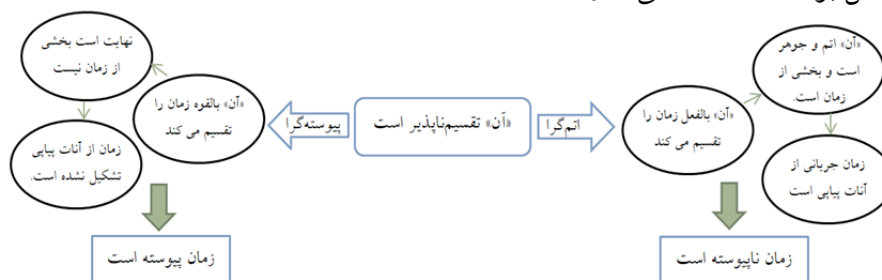 «آن» اتم و جوهر
است و بخشی از
زمان است.
«آن» بالفعل زمان را
تقسیم می کند
زمان جریانی از
آنات پیاپی است
زمان ناپیوسته است
اتم‌گرا
«آن» تقسیم‌ناپذیر است
پیوسته‌گرا
نهایت است بخشی
از زمان نیست
«آن» بالقوه زمان را
تقسیم می کند
زمان از آنات پیاپی
تشکیل نشده است.
زمان پیوسته است